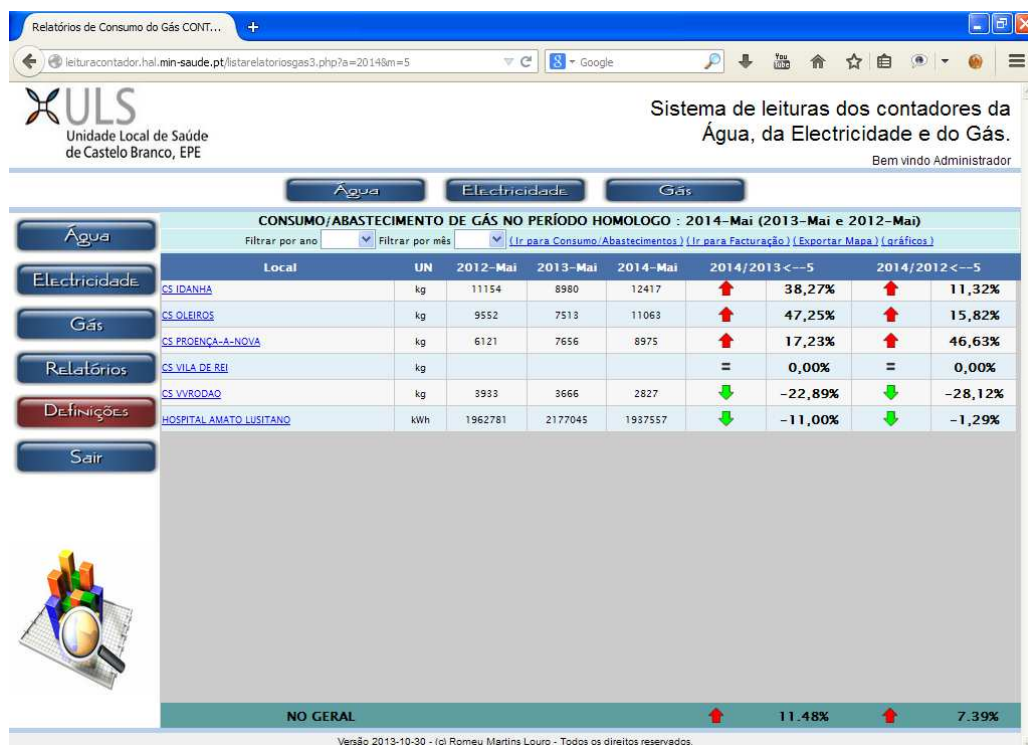 Relatórios de Consumo do Gás CONT...
leituracontador.hal.min-saude.pt/listarelatoriosgas3.php?a=2014&m=5
Google
You Tube
ULS
Unidade Local de Saúde
de Castelo Branco, EPE
Sistema de leituras dos contadores da
Água, da Electricidade e do Gás.
Bem vindo Administrador
Água Electricidade Gás
Água
Electricidade
Gás
Relatórios
Definições
Sair
CONSUMO/ABASTECIMENTO DE GÁS NO PERÍODO HOMOLOGO : 2014-Mai (2013-Mai e 2012-Mai)
Filtrar por ano Filtrar por mês ( Ir para Consumo/Abastecimentos ) ( Ir para Facturação ) ( Exportar Mapa ) ( gráficos )
Local UN 2012-Mai 2013-Mai 2014-Mai 2014/2013<--5 2014/2012<--5
CS IDANHA kg 11154 8980 12417 38,27% 11,32%
CS OLEIROS kg 9552 7513 11063 47,25% 15,82%
CS PROENÇA-A-NOVA kg 6121 7656 8975 17,23% 46,63%
CS VILA DE REI kg = 0,00% = 0,00%
CS VVRODAO kg 3933 3666 2827 -22,89% -28,12%
HOSPITAL AMATO LUSITANO kWh 1962781 2177045 1937557 -11,00% -1,29%
NO GERAL 11.48% 7.39%
Versão 2013-10-30 - (c) Romeu Martins Louro - Todos os direitos reservados.